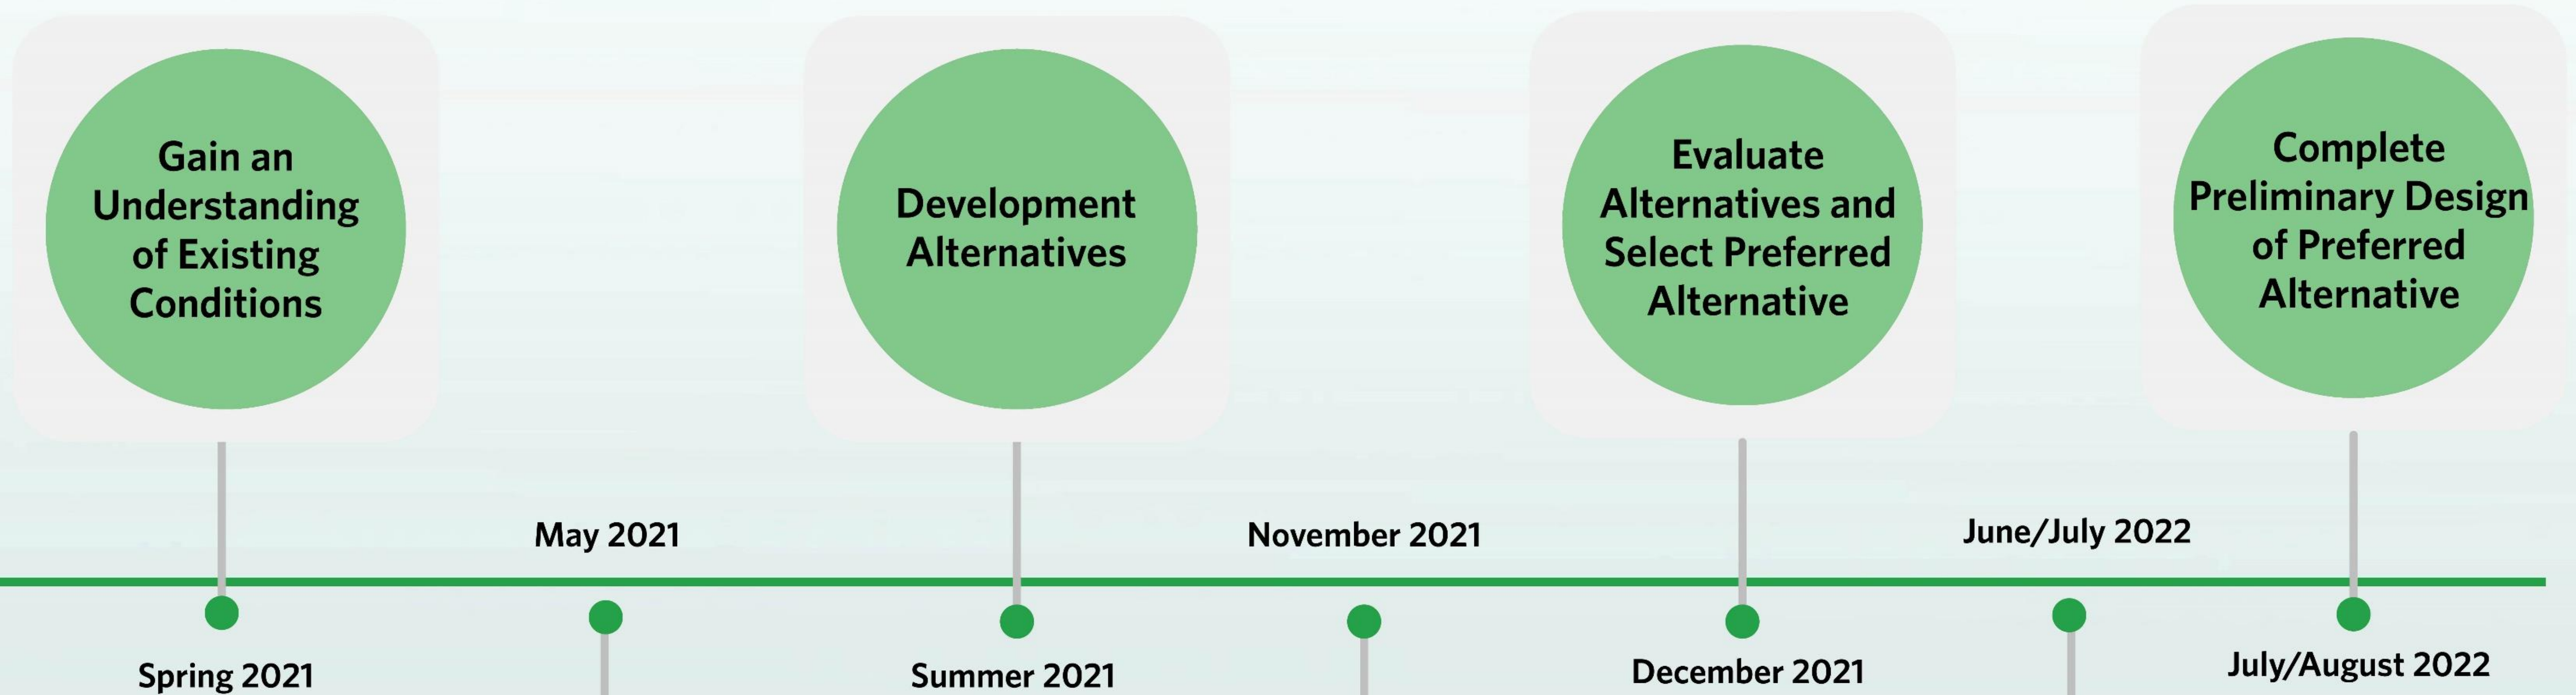 Gain an
Understanding
of Existing
Conditions
Development
Alternatives
Evaluate
Alternatives and
Select Preferred
Alternative
Complete
Preliminary Design
of Preferred
Alternative
May 2021
November 2021
June/July 2022
Spring 2021
Summer 2021
December 2021
July/August 2022